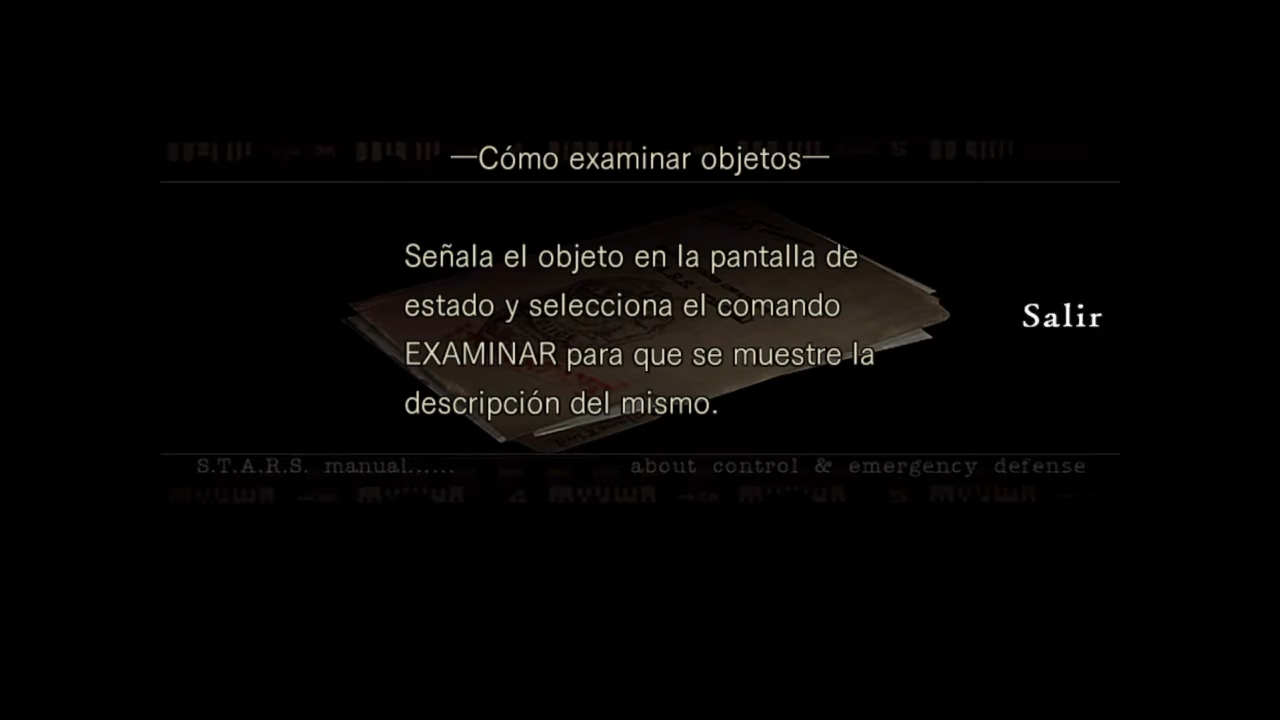 —Cómo examinar objetos—
Señala el objeto en la pantalla de
estado y selecciona el comando
EXAMINAR para que se muestre la
descripción del mismo.
Salir
S.T.A.R.S. manual...... about control & emergency defense